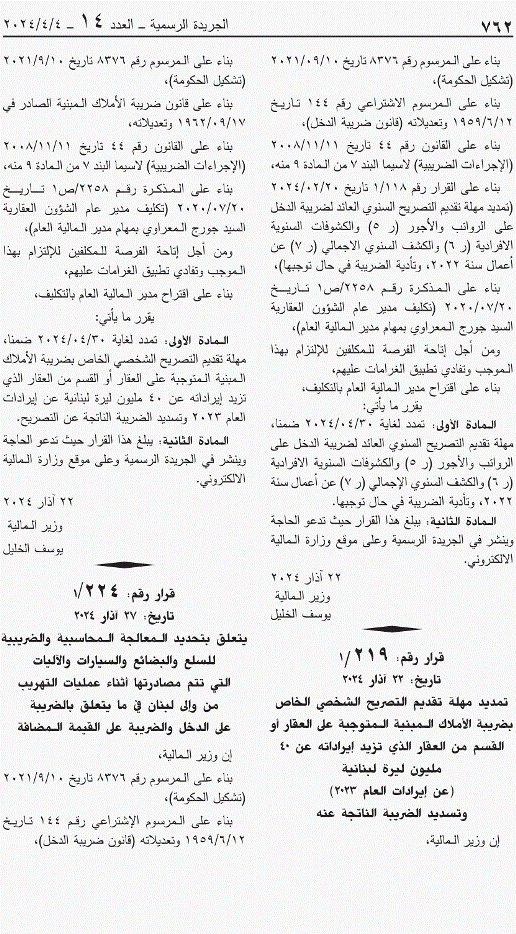 ٧٦٢
الجريدة الرسمية ــ العدد ١٤ ــ ٢٠٢٤/٤/٤
بناء على المرسوم رقم ٨٣٧٦ تاريخ ٢٠٢١/٠٩/١٠
(تشكيل الحكومة)،
بناء على المرسوم الاشتراعي رقم ١٤٤ تاريخ
١٩٥٩/٦/١٢ وتعديلاته (قانون ضريبة الدخل)،
بناء على القانون رقم ٤٤ تاريخ ٢٠٠٨/١١/١١
(الإجراءات الضريبية) لاسيما البند ٧ من المادة ٩ منه،
بناء على القرار رقم ١/١١٨ تاريخ ٢٠٢٤/٠٢/٢٠
(تمديد مهلة تقديم التصريح السنوي العائد لضريبة الدخل
على الرواتب والأجور (ر ٥) والكشوفات السنوية
الافرادية (ر ٦) والكشف السنوي الاجمالي (ر ٧) عن
أعمال سنة ٢٠٢٢، وتأدية الضريبة في حال توجبها)،
بناء على المذكرة رقم ٢٢٥٨/ص١ تاريخ
٢٠٢٠/٠٧/٢٠ (تكليف مدير عام الشؤون العقارية
السيد جورج المعراوي بمهام مدير المالية العام)،
ومن أجل إتاحة الفرصة للمكلفين للإلتزام بهذا
الموجب وتفادي تطبيق الغرامات عليهم،
بناء على اقتراح مدير المالية العام بالتكليف،
يقرر ما يأتي:
المادة الأولى: تمدد لغاية ٢٠٢٤/٠٤/٣٠ ضمنا،
مهلة تقديم التصريح السنوي العائد لضريبة الدخل على
الرواتب والأجور (ر ٥) والكشوفات السنوية الافرادية
(ر ٦) والكشف السنوي الإجمالي (ر ٧) عن أعمال سنة
٢٠٢٢، وتأدية الضريبة في حال توجبها.
المادة الثانية: يبلغ هذا القرار حيث تدعو الحاجة
وينشر في الجريدة الرسمية وعلى موقع وزارة المالية
الالكتروني.
٢٢ آذار ٢٠٢٤
وزير المالية
يوسف الخليل
قرار رقم: ١/٢١٩
تاريخ: ٢٢ آذار ٢٠٢٤
تمديد مهلة تقديم التصريح الشخصي الخاص
بضريبة الأملاك المبنية المتوجبة على العقار أو
القسم من العقار الذي تزيد إيراداته عن ٤٠
مليون ليرة لبنانية
(عن إيرادات العام ٢٠٢٣)
وتسديد الضريبة الناتجة عنه
إن وزير المالية،
بناء على المرسوم رقم ٨٣٧٦ تاريخ ٢٠٢١/٩/١٠
(تشكيل الحكومة)،
بناء على قانون ضريبة الأملاك المبنية الصادر في
١٩٦٢/٠٩/١٧ وتعديلاته،
بناء على القانون رقم ٤٤ تاريخ ٢٠٠٨/١١/١١
(الإجراءات الضريبية) لاسيما البند ٧ من المادة ٩ منه،
بناء على المذكرة رقم ٢٢٥٨/ص١ تاريخ
٢٠٢٠/٠٧/٢٠ (تكليف مدير عام الشؤون العقارية
السيد جورج المعراوي بمهام مدير المالية العام)،
ومن أجل إتاحة الفرصة للمكلفين للإلتزام بهذا
الموجب وتفادي تطبيق الغرامات عليهم،
بناء على اقتراح مدير المالية العام بالتكليف،
يقرر ما يأتي:
المادة الأولى: تمدد لغاية ٢٠٢٤/٠٤/٣٠ ضمنا،
مهلة تقديم التصريح الشخصي الخاص بضريبة الأملاك
المبنية المتوجبة على العقار أو القسم من العقار الذي
تزيد إيراداته عن ٤٠ مليون ليرة لبنانية عن إيرادات
العام ٢٠٢٣ وتسديد الضريبة الناتجة عن التصريح.
المادة الثانية: يبلغ هذا القرار حيث تدعو الحاجة
وينشر في الجريدة الرسمية وعلى موقع وزارة المالية
الالكتروني.
٢٢ آذار ٢٠٢٤
وزير المالية
يوسف الخليل
قرار رقم: ١/٢٢٤
تاريخ: ٢٧ آذار ٢٠٢٤
يتعلق بتحديد المعالجة المحاسبية والضريبية
للسلع والبضائع والسيارات والآليات
التي تتم مصادرتها أثناء عمليات التهريب
من وإلى لبنان في ما يتعلق بالضريبة
على الدخل والضريبة على القيمة المضافة
إن وزير المالية،
بناء على المرسوم رقم ٨٣٧٦ تاريخ ٢٠٢١/٩/١٠
(تشكيل الحكومة)،
بناء على المرسوم الإشتراعي رقم ١٤٤ تاريخ
١٩٥٩/٦/١٢ وتعديلاته (قانون ضريبة الدخل)،